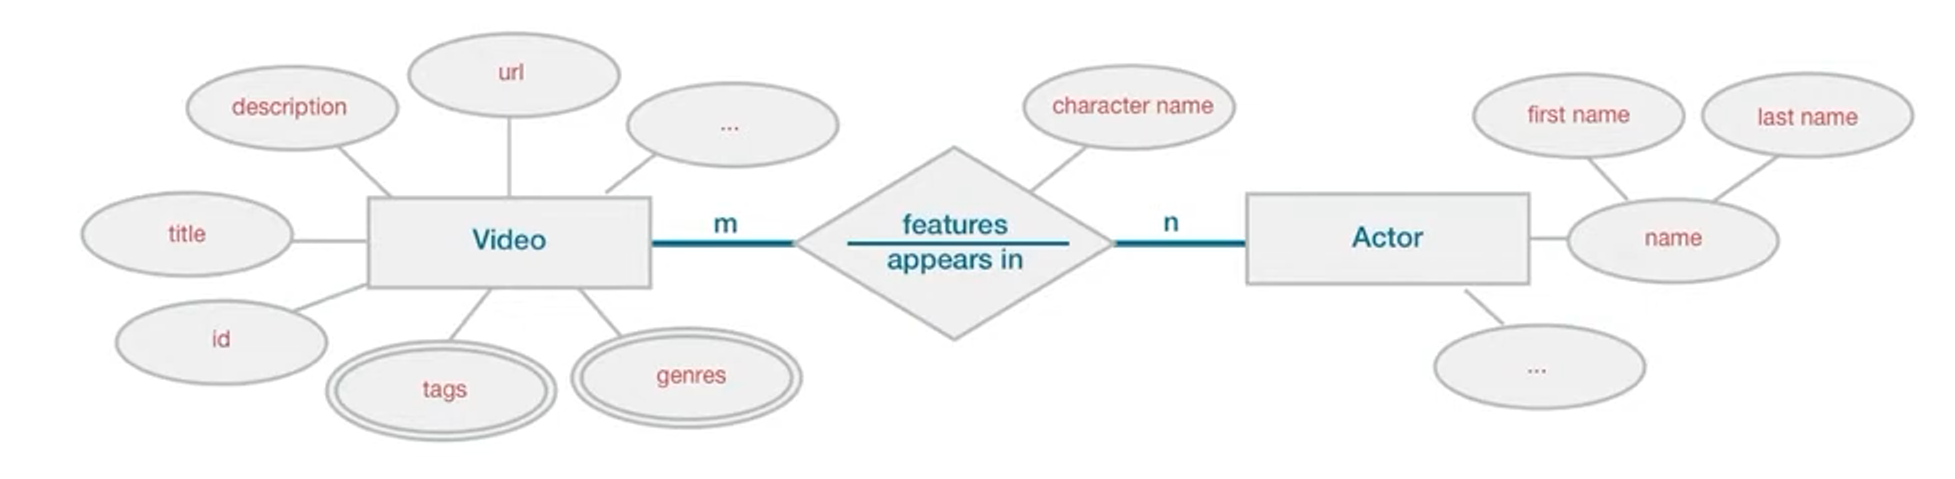 url
description
...
character name
first name
last name
title
Video
m
features
appears in
n
Actor
name
id
tags
genres
...